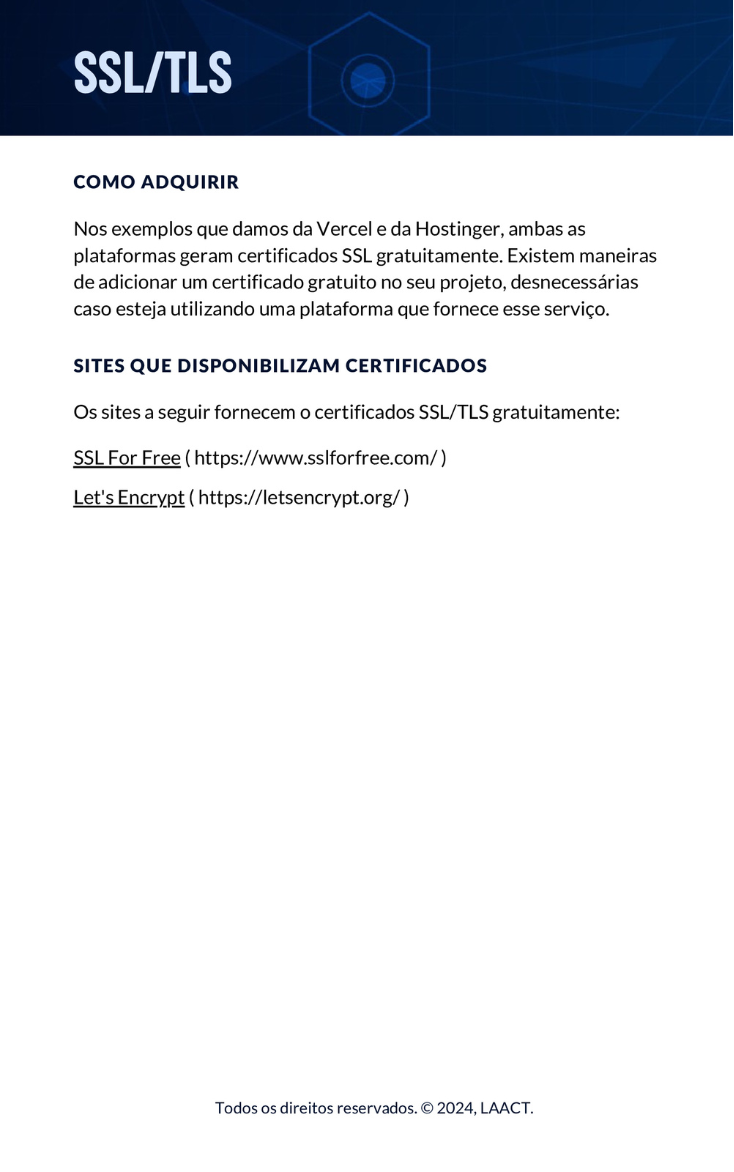 SSL/TLS
COMO ADQUIRIR
Nos exemplos que damos da Vercel e da Hostinger, ambas as
plataformas geram certificados SSL gratuitamente. Existem maneiras
de adicionar um certificado gratuito no seu projeto, desnecessárias
caso esteja utilizando uma plataforma que fornece esse serviço.
SITES QUE DISPONIBILIZAM CERTIFICADOS
Os sites a seguir fornecem o certificados SSL/TLS gratuitamente:
SSL For Free ( https://www.sslforfree.com/ )
Let's Encrypt ( https://letsencrypt.org/ )
Todos os direitos reservados. © 2024, LAACT.